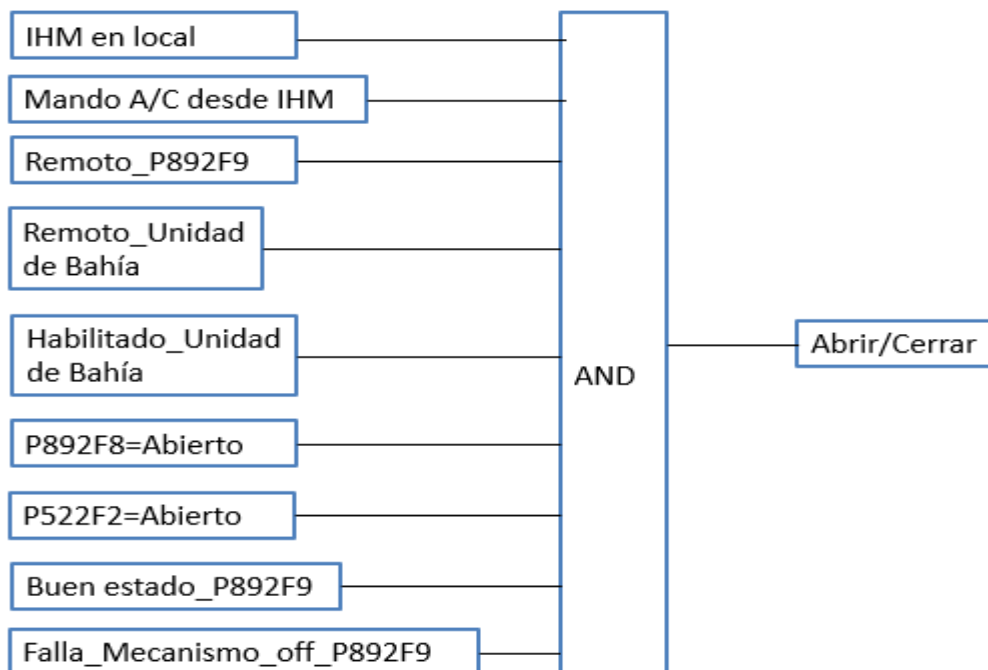 IHM en local
Mando A/C desde IHM
Remoto_P892F9
Remoto_Unidad
de Bahía
Habilitado_Unidad
de Bahía
AND
Abrir/Cerrar
P892F8=Abierto
P522F2=Abierto
Buen estado_P892F9
Falla_Mecanismo_off_P892F9